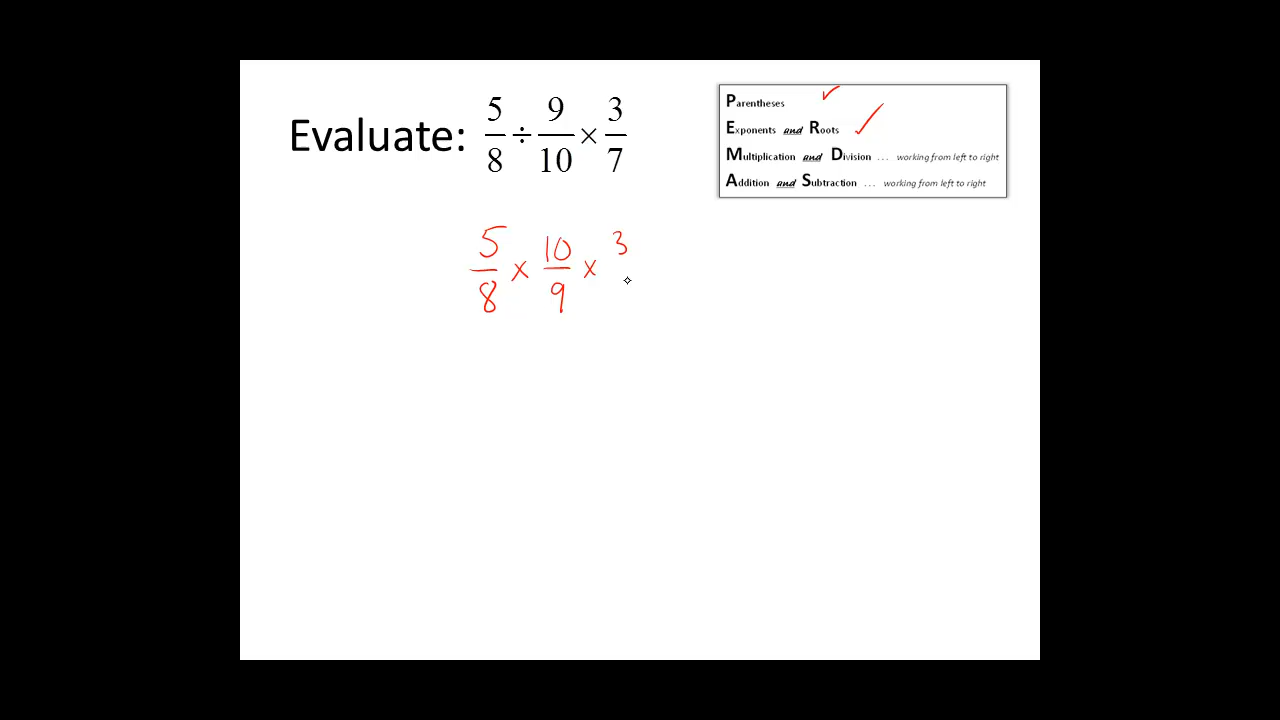 Evaluate: 5/8 ÷ 9/10 × 3/7
Parentheses ✓
Exponents and Roots ✓
Multiplication and Division ... working from left to right
Addition and Subtraction ... working from left to right
5/8 × 10/9 × 3